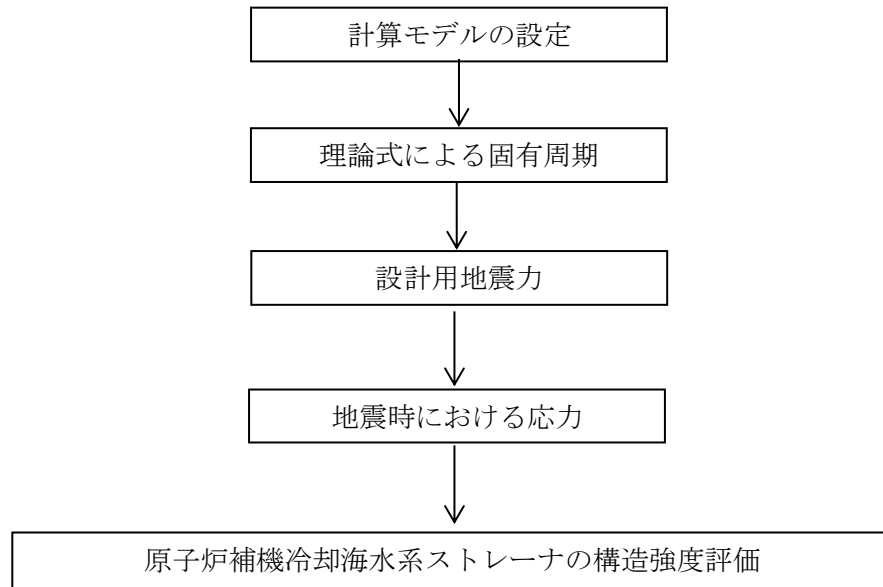 計算モデルの設定
理論式による固有周期
設計用地震力
地震時における応力
原子炉補機冷却海水系ストレーナの構造強度評価